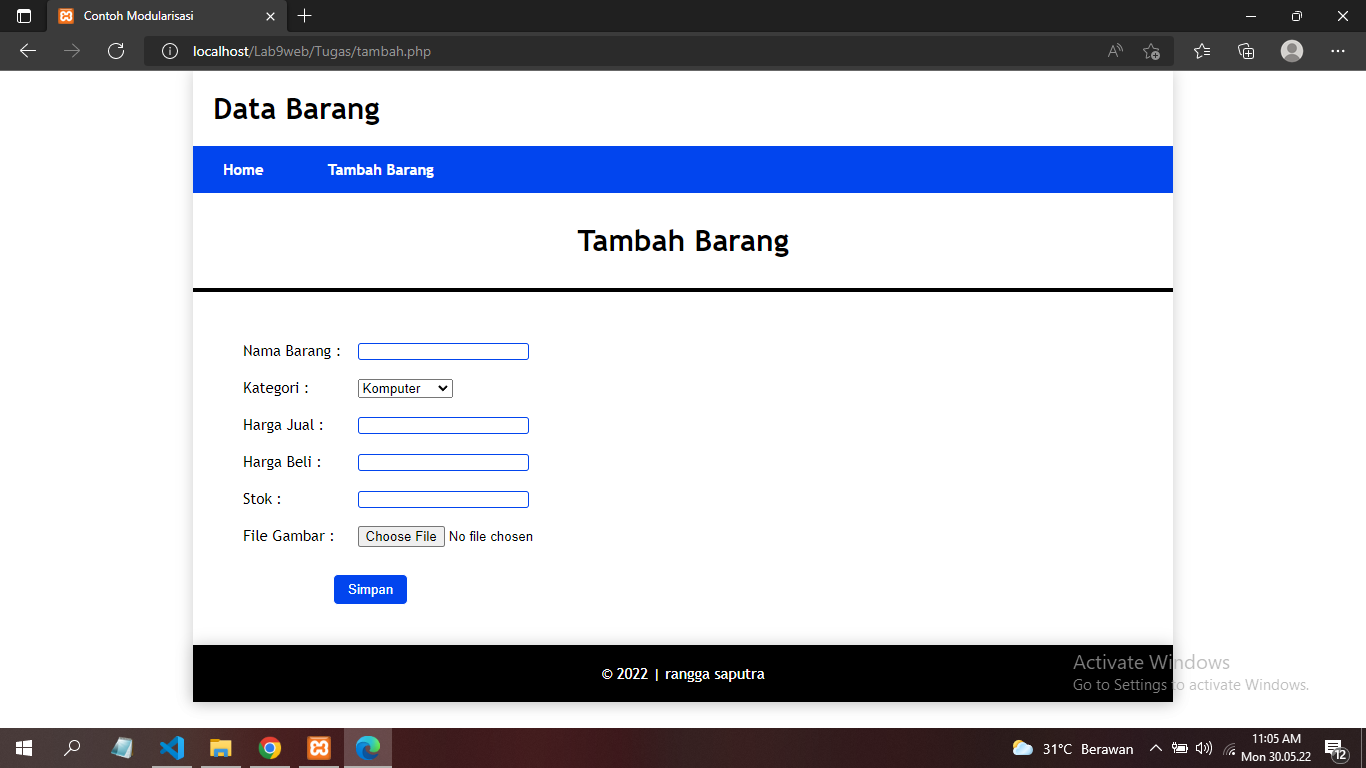 Contoh Modularisasi
localhost/Lab9web/Tugas/tambah.php
Data Barang
Home Tambah Barang
Tambah Barang
Nama Barang :
Kategori : Komputer
Harga Jual :
Harga Beli :
Stok :
File Gambar : Choose File No file chosen
Simpan
© 2022 | rangga saputra
Activate Windows
Go to Settings to activate Windows.
31°C Berawan
11:05 AM
Mon 30.05.22
12